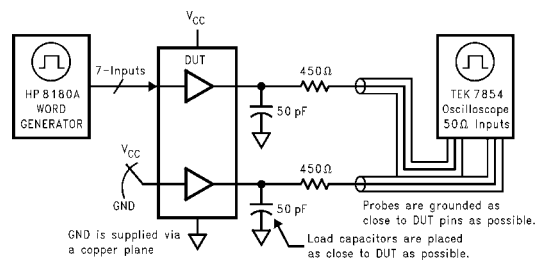 VCC
DUT
7-Inputs
HP 8180A
WORD
GENERATOR
450Ω
50 pF
TEK 7854
Oscilloscope
50Ω Inputs
VCC
GND
450Ω
50 pF
GND is supplied via
a copper plane
Probes are grounded as
close to DUT pins as possible.
Load capacitors are placed
as close to DUT as possible.